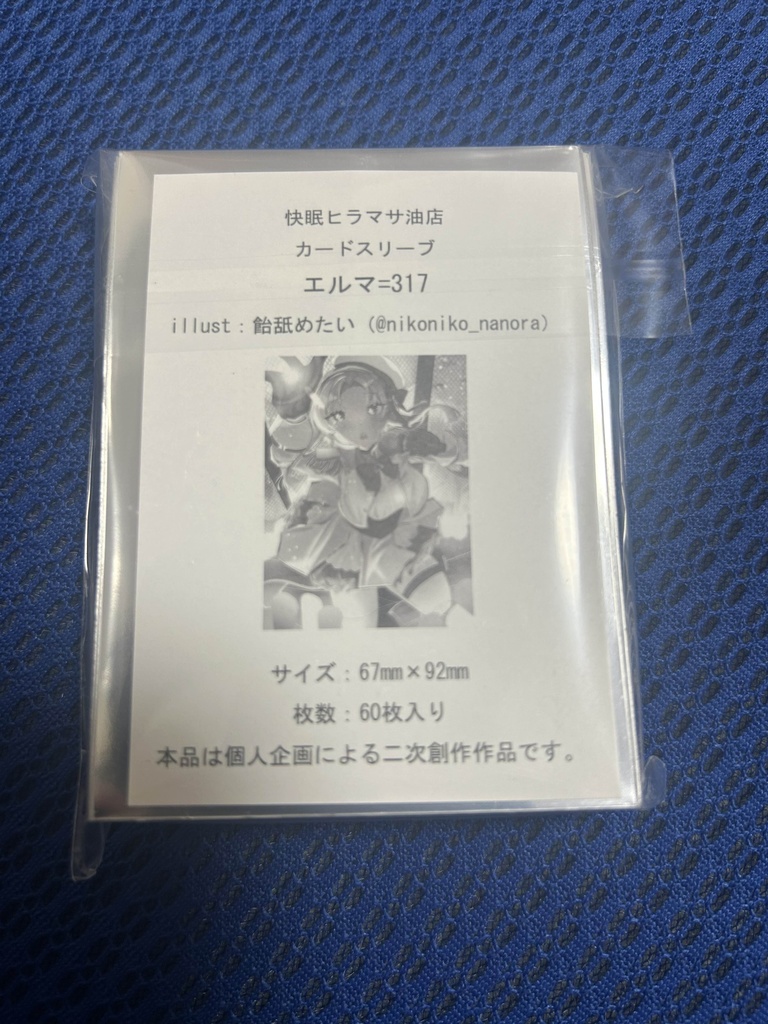 快眠ヒラマサ油店
カードスリーブ
エルマ=317
illust：飴舐めたい（@nikoniko_nanora）
サイズ：67mm×92mm
枚数：60枚入り
本品は個人企画による二次創作作品です。